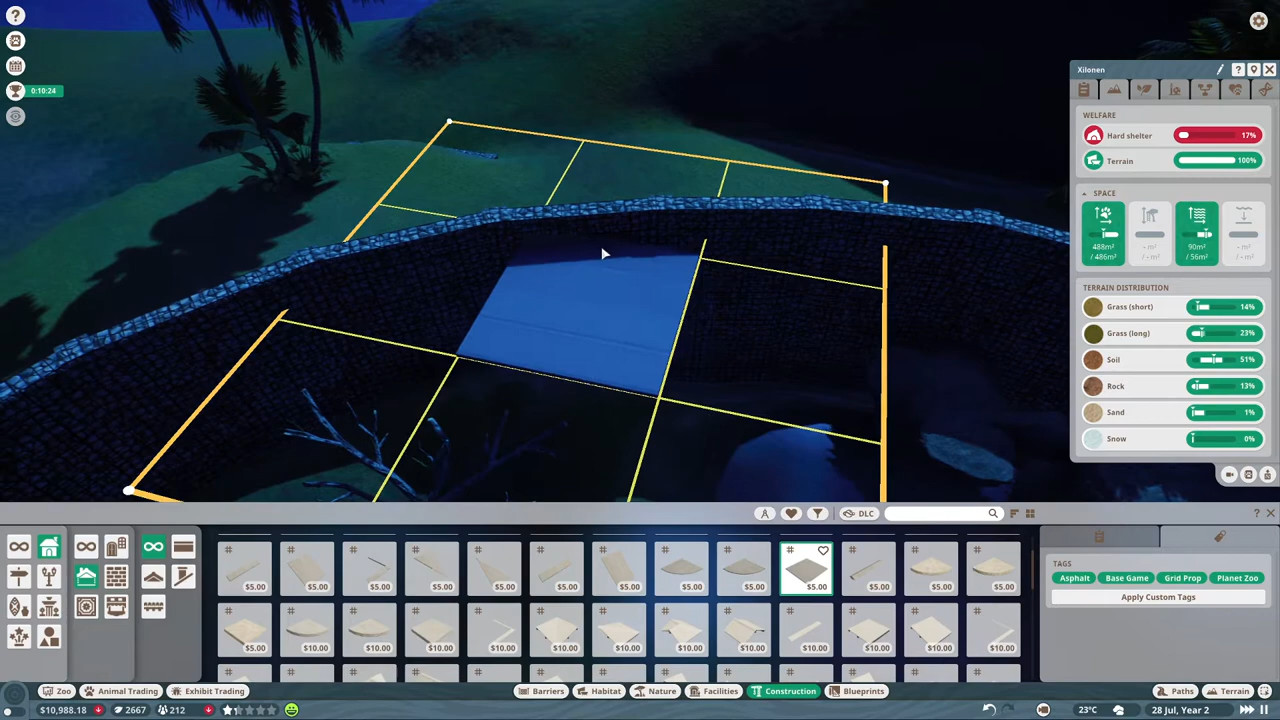 ?
0:10:24
Xilonen
?
WELFARE
Hard shelter 17%
Terrain 100%
SPACE
488m² / 486m²
- m² / - m²
90m² / 56m²
- m² / - m²
TERRAIN DISTRIBUTION
Grass (short) 14%
Grass (long) 23%
Soil 51%
Rock 13%
Sand 1%
Snow 0%
DLC
?
$5.00 $5.00 $5.00 $5.00 $5.00 $5.00 $5.00 $5.00 $5.00 $5.00 $5.00 $5.00 $5.00
$5.00 $10.00 $10.00 $10.00 $10.00 $10.00 $10.00 $10.00 $10.00 $10.00 $10.00 $10.00 $10.00
TAGS
Asphalt Base Game Grid Prop Planet Zoo
Apply Custom Tags
Zoo Animal Trading Exhibit Trading Barriers Habitat Nature Facilities Construction Blueprints Paths Terrain
$10,988.18 2667 212 23°C 28 Jul, Year 2